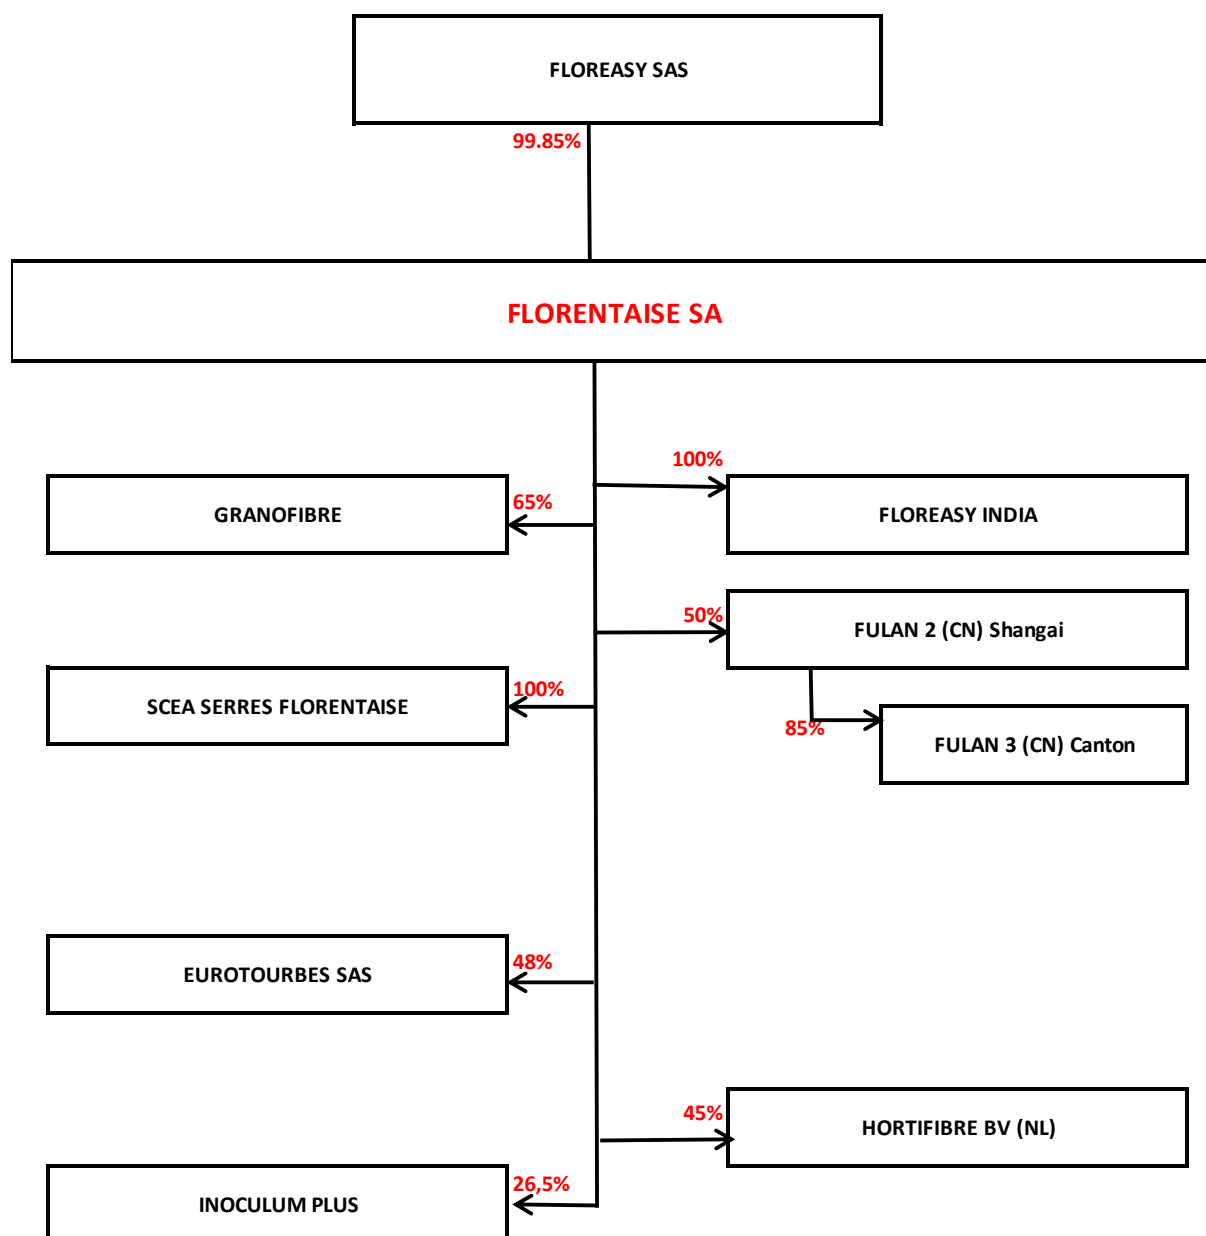 FLOREASY SAS
99.85%
FLORENTAISE SA
100%
GRANOFIBRE
65%
FLOREASY INDIA
50%
FULAN 2 (CN) Shangai
SCEA SERRES FLORENTAISE
100%
85%
FULAN 3 (CN) Canton
EUROTOURBES SAS
48%
45%
HORTIFIBRE BV (NL)
26,5%
INOCULUM PLUS